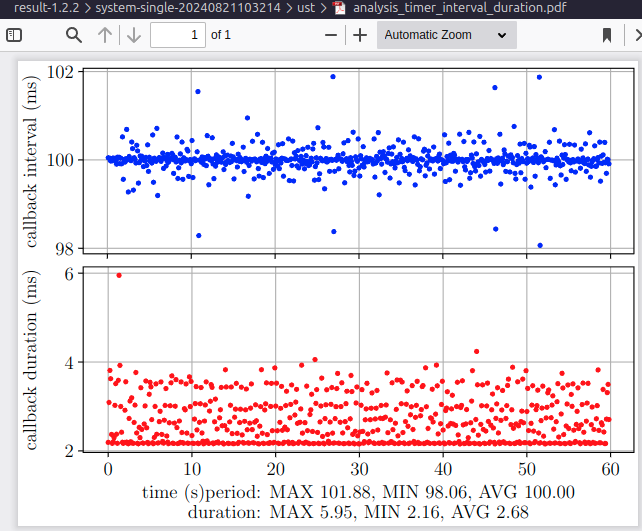 result-1.2.2 > system-single-20240821103214 > ust > analysis_timer_interval_duration.pdf
1 of 1 Automatic Zoom
callback interval (ms)
102
100
98
callback duration (ms)
6
4
2
0 10 20 30 40 50 60
time (s)period: MAX 101.88, MIN 98.06, AVG 100.00
duration: MAX 5.95, MIN 2.16, AVG 2.68